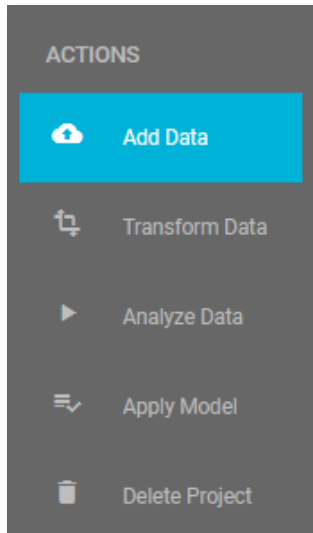 ACTIONS
Add Data
Transform Data
Analyze Data
Apply Model
Delete Project